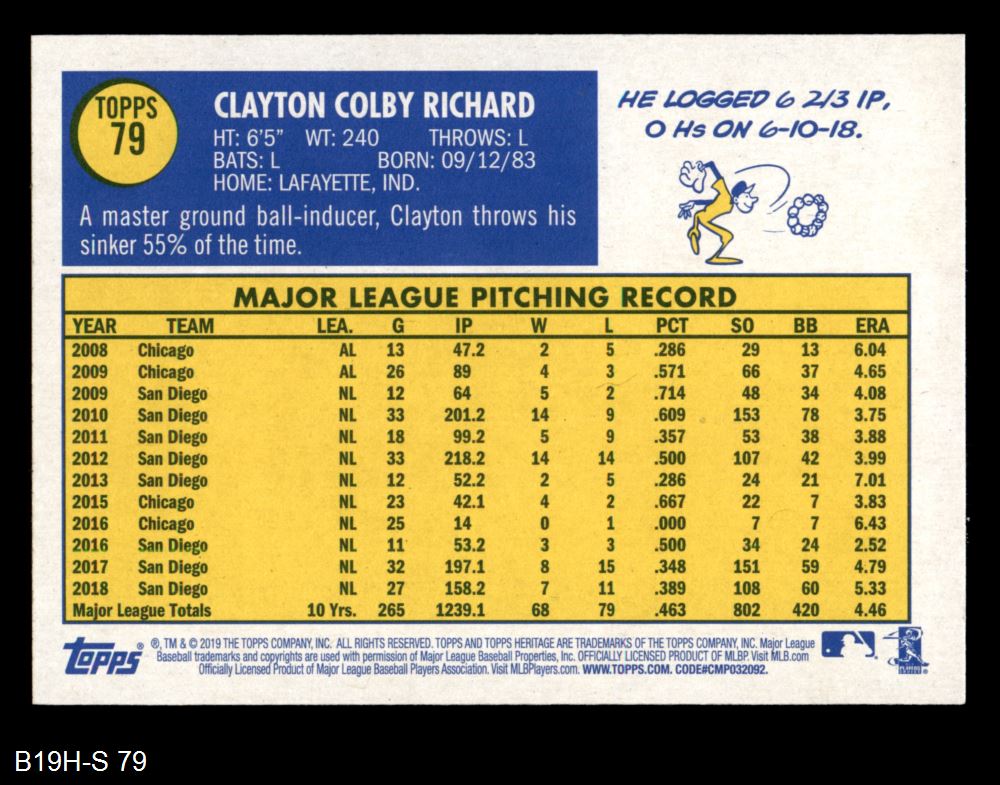 TOPPS
79
CLAYTON COLBY RICHARD
HT: 6'5" WT: 240 THROWS: L
BATS: L BORN: 09/12/83
HOME: LAFAYETTE, IND.
A master ground ball-inducer, Clayton throws his
sinker 55% of the time.
HE LOGGED 6 2/3 IP,
0 Hs ON 6-10-18.
MAJOR LEAGUE PITCHING RECORD
YEAR TEAM LEA. G IP W L PCT SO BB ERA
2008 Chicago AL 13 47.2 2 5 .286 29 13 6.04
2009 Chicago AL 26 89 4 3 .571 66 37 4.65
2009 San Diego NL 12 64 5 2 .714 48 34 4.08
2010 San Diego NL 33 201.2 14 9 .609 153 78 3.75
2011 San Diego NL 18 99.2 5 9 .357 53 38 3.88
2012 San Diego NL 33 218.2 14 14 .500 107 42 3.99
2013 San Diego NL 12 52.2 2 5 .286 24 21 7.01
2015 Chicago NL 23 42.1 4 2 .667 22 7 3.83
2016 Chicago NL 25 14 0 1 .000 7 7 6.43
2016 San Diego NL 11 53.2 3 3 .500 34 24 2.52
2017 San Diego NL 32 197.1 8 15 .348 151 59 4.79
2018 San Diego NL 27 158.2 7 11 .389 108 60 5.33
Major League Totals 10 Yrs. 265 1239.1 68 79 .463 802 420 4.46
Topps®
®, TM & © 2019 THE TOPPS COMPANY, INC. ALL RIGHTS RESERVED. TOPPS AND TOPPS HERITAGE ARE TRADEMARKS OF THE TOPPS COMPANY, INC. Major League
Baseball trademarks and copyrights are used with permission of Major League Baseball Properties, Inc. OFFICIALLY LICENSED PRODUCT OF MLBP. Visit MLB.com
Officially Licensed Product of Major League Baseball Players Association. Visit MLBPlayers.com. WWW.TOPPS.COM. CODE#CMP032092.
B19H-S 79